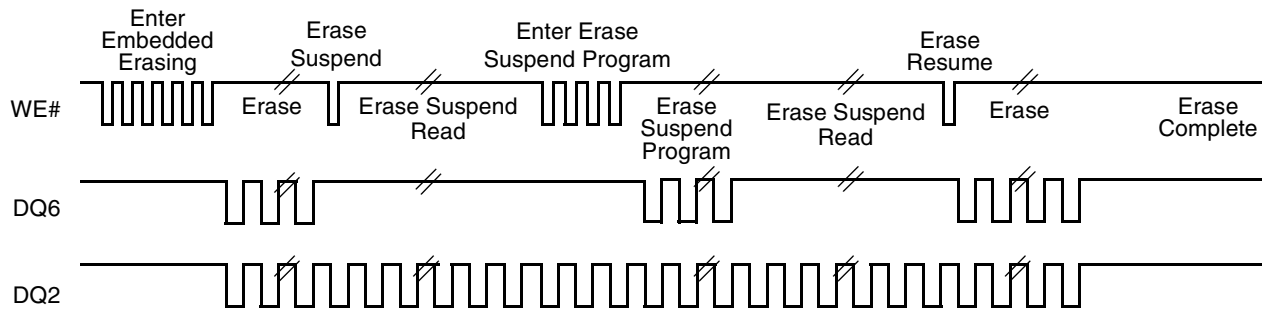 Enter
Embedded
Erasing
Erase
Suspend
Enter Erase
Suspend Program
Erase
Resume
WE#
Erase
Erase Suspend
Read
Erase
Suspend
Program
Erase Suspend
Read
Erase
Erase
Complete
DQ6
DQ2